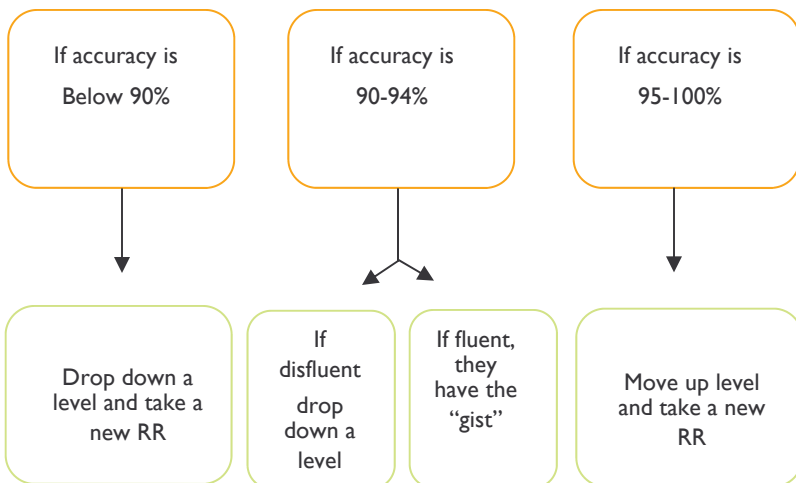 If accuracy is
Below 90%
If accuracy is
90-94%
If accuracy is
95-100%
Drop down a
level and take a
new RR
If
disfluent
drop
down a
level
If fluent,
they
have the
“gist”
Move up level
and take a new
RR